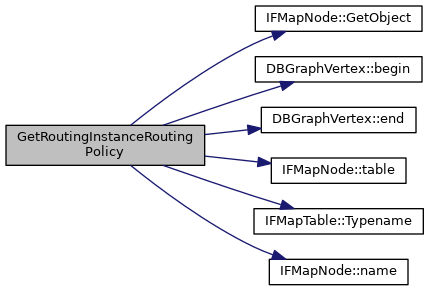 IFMapNode::GetObject
DBGraphVertex::begin
DBGraphVertex::end
GetRoutingInstanceRouting
Policy
IFMapNode::table
IFMapTable::Typename
IFMapNode::name